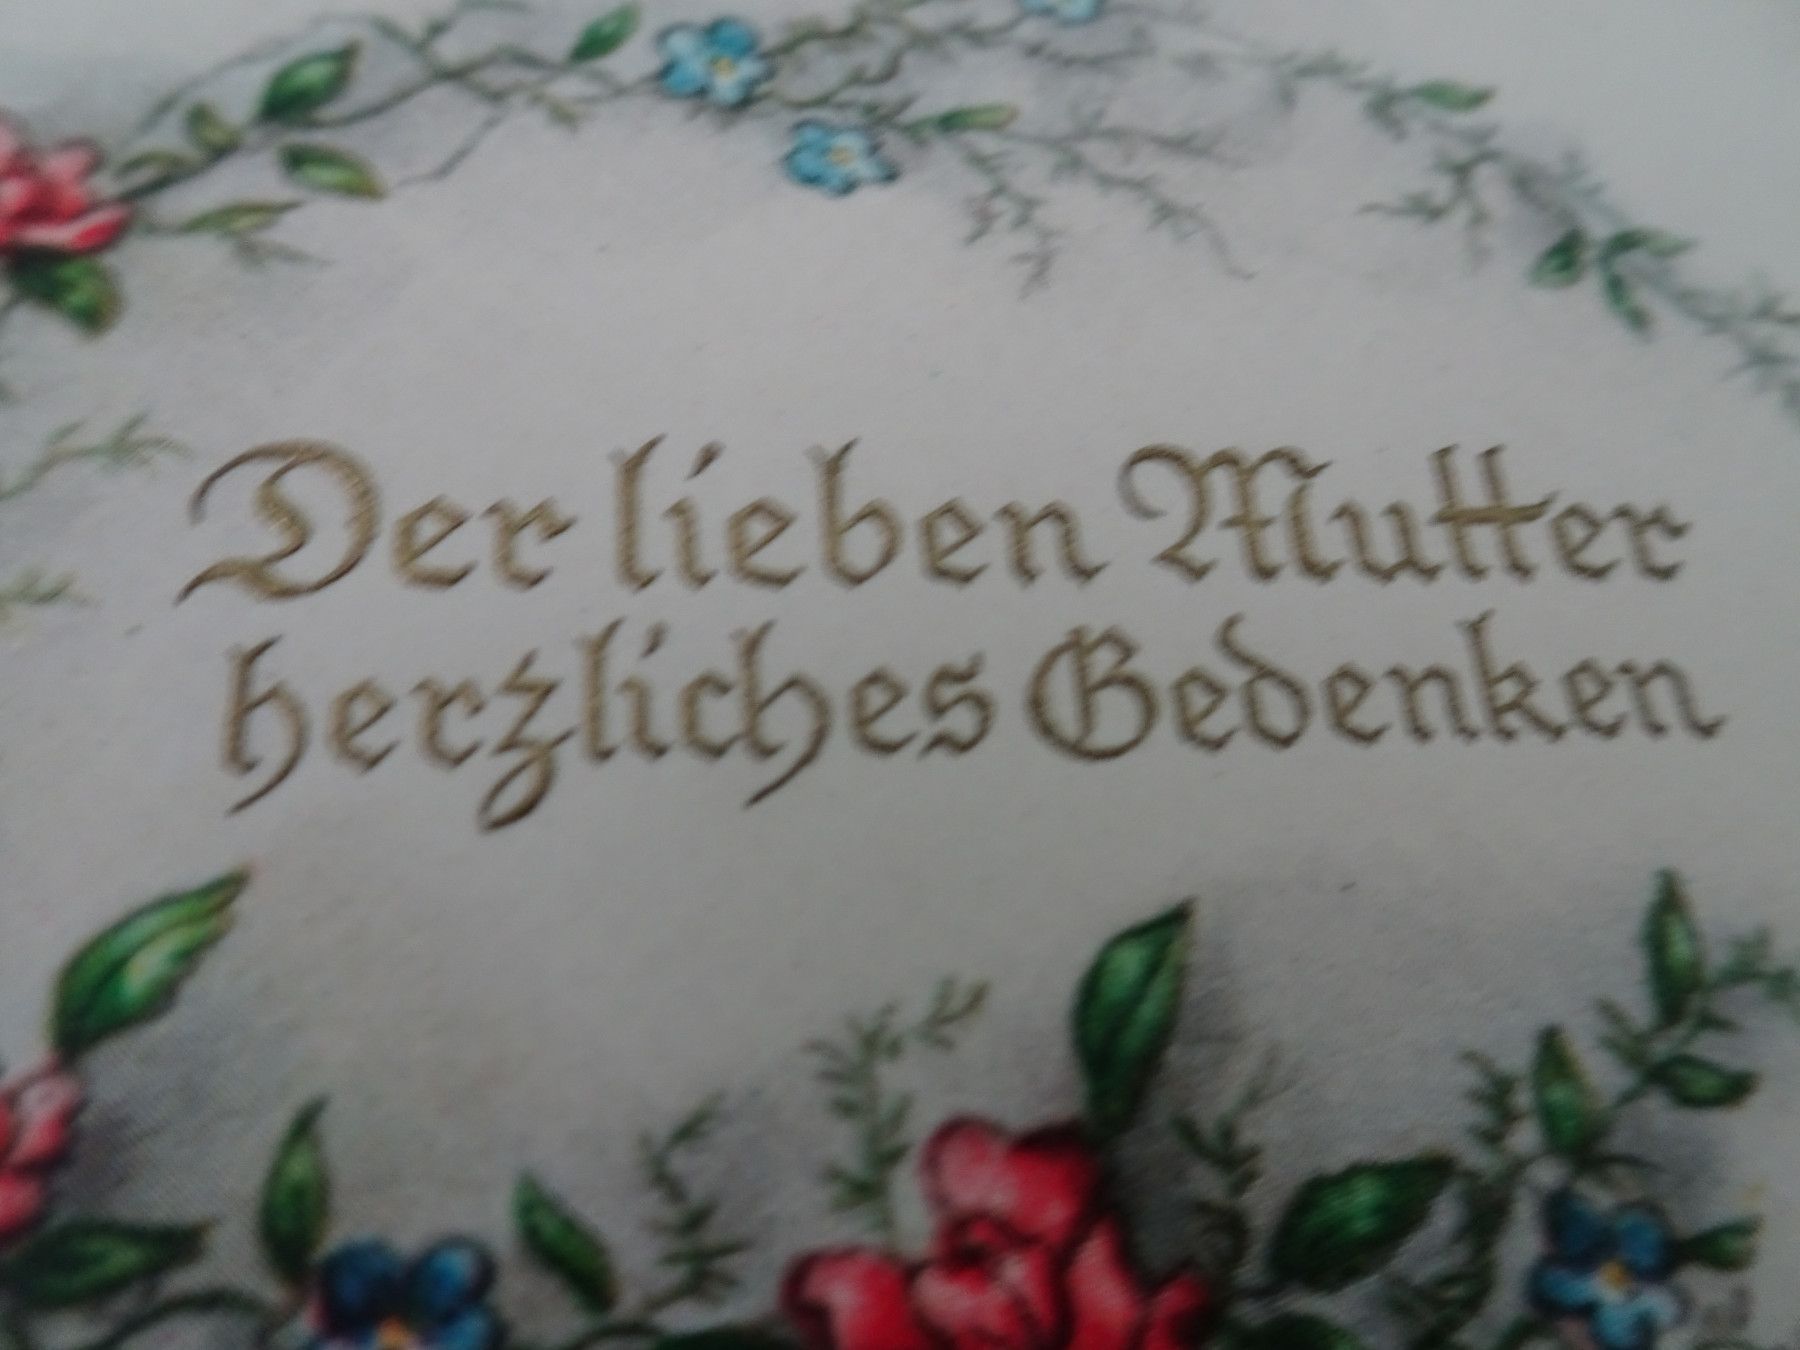 Der lieben Mutter
herzliches Gedenken